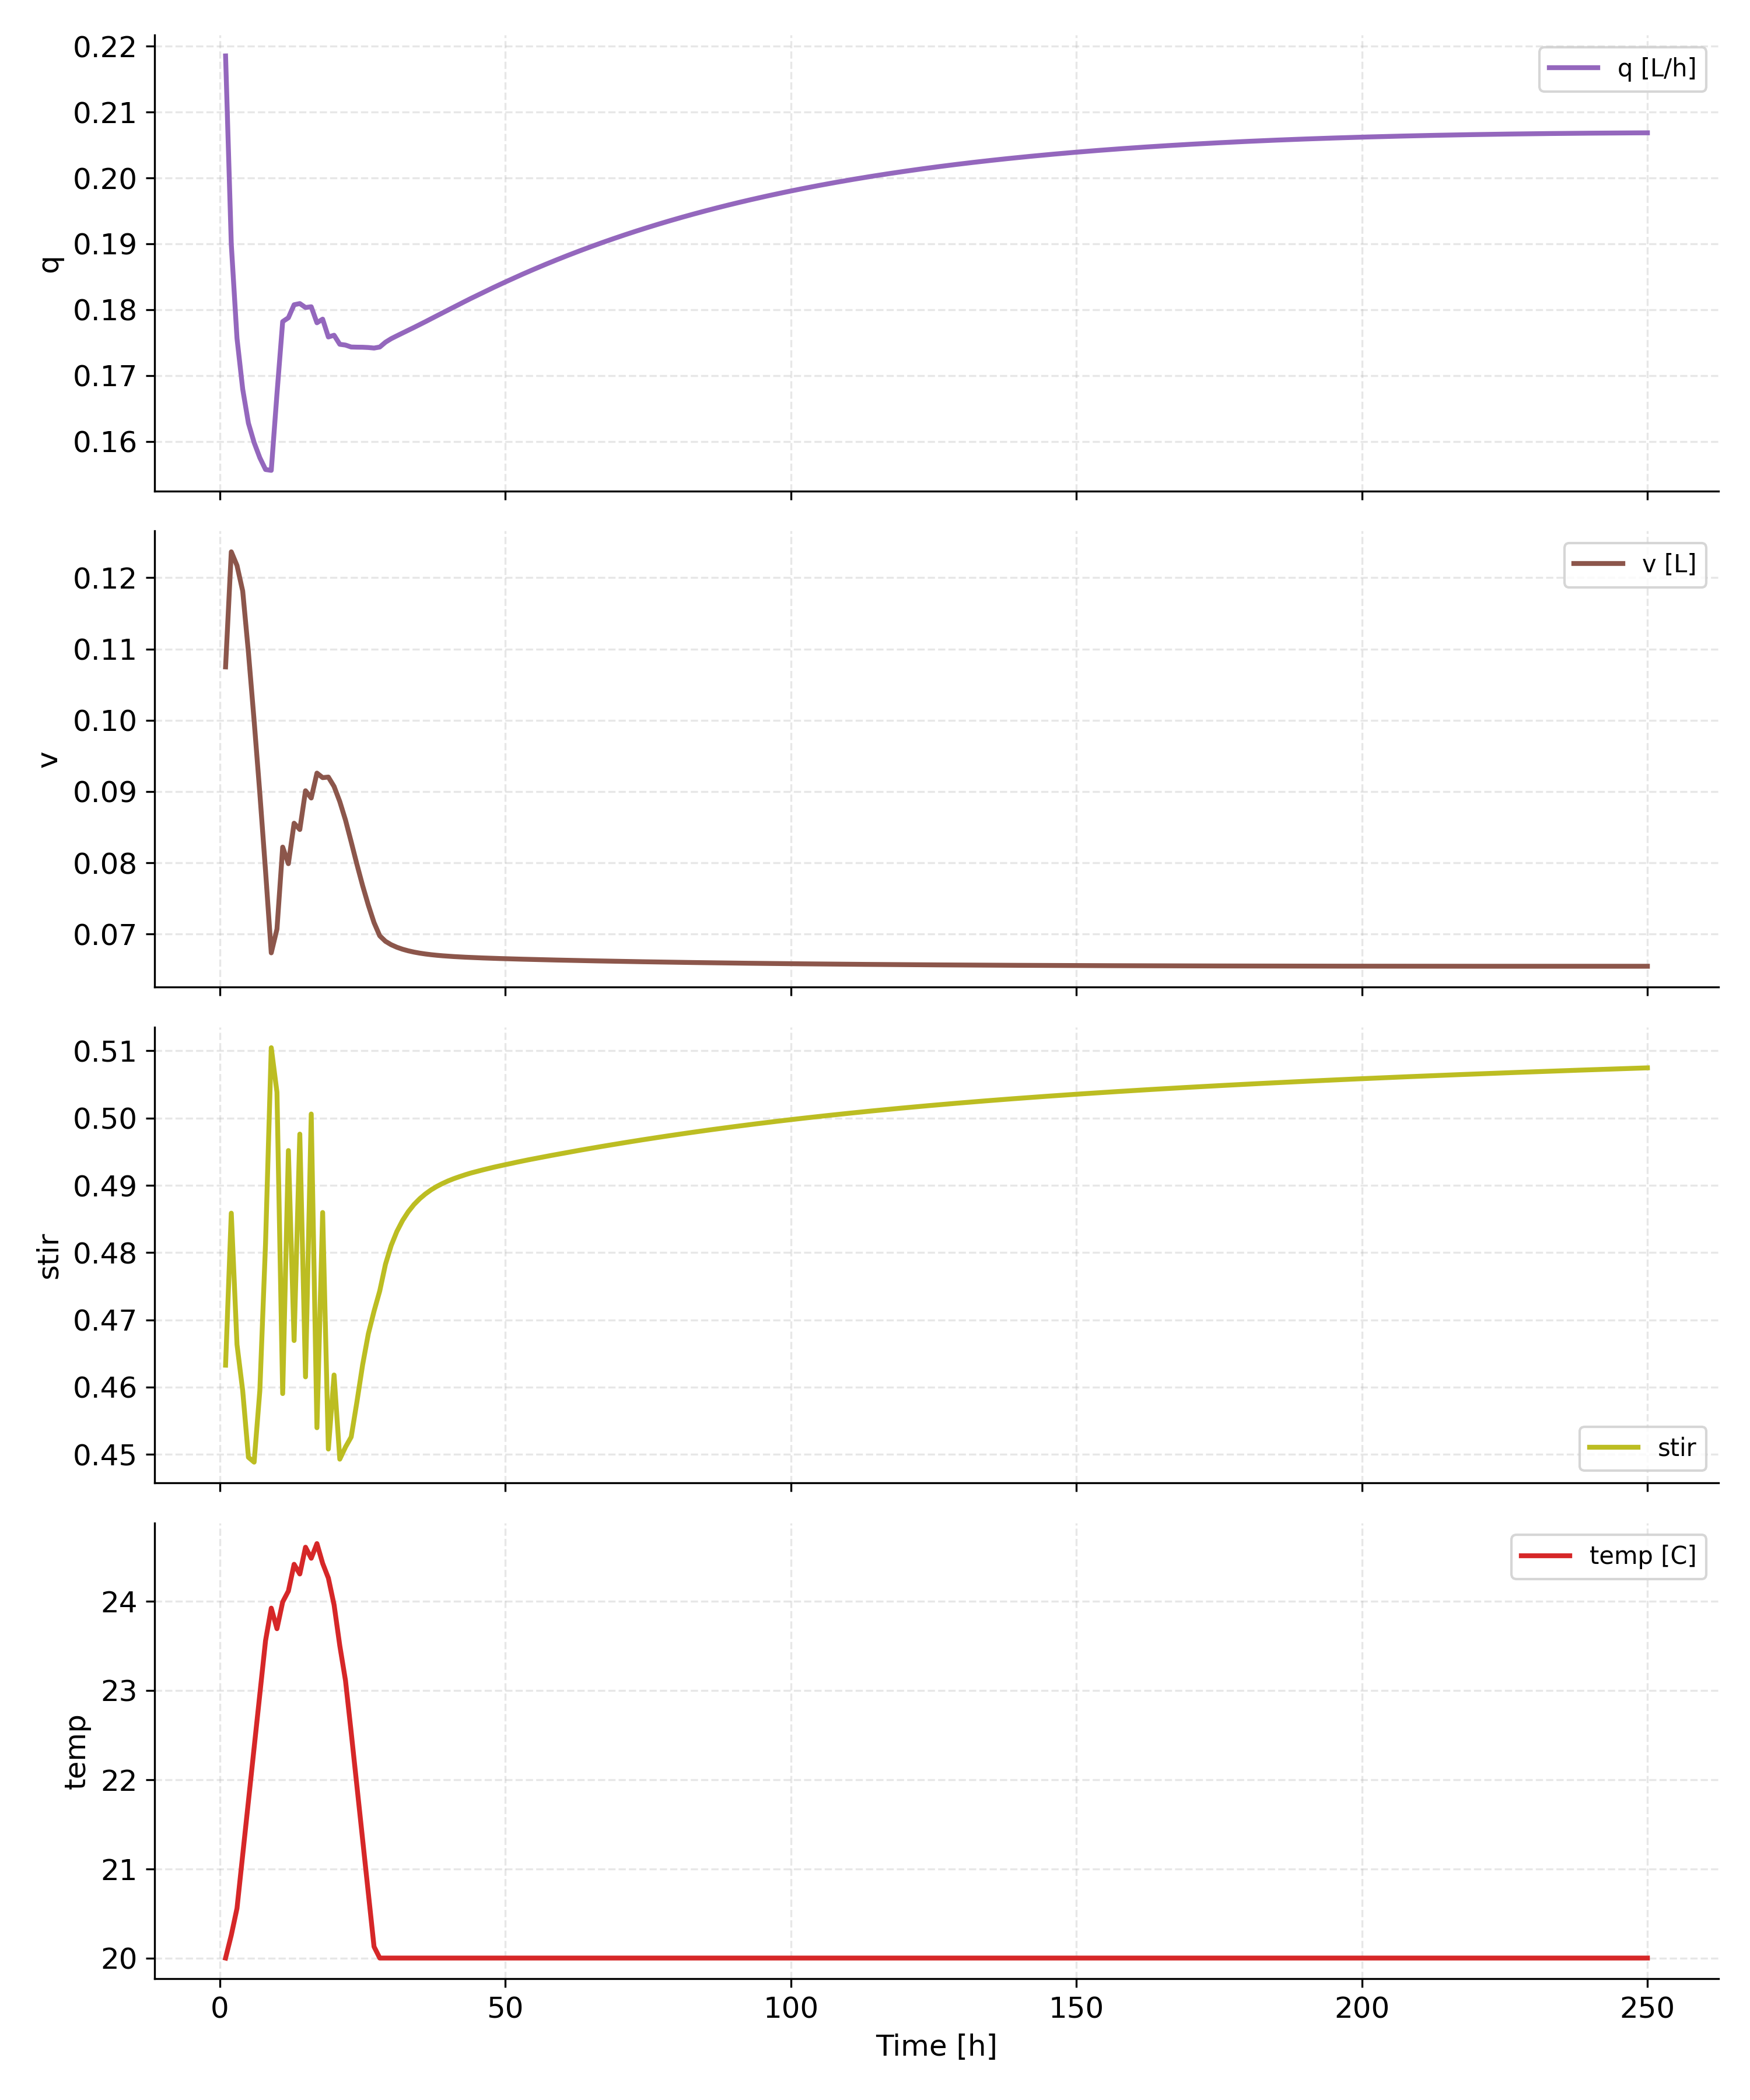 0.22
0.21
0.20
0.19
0.18
0.17
0.16
q
q [L/h]
0.12
0.11
0.10
0.09
0.08
0.07
v
v [L]
0.51
0.50
0.49
0.48
0.47
0.46
0.45
stir
stir
24
23
22
21
20
temp
temp [C]
0 50 100 150 200 250
Time [h]